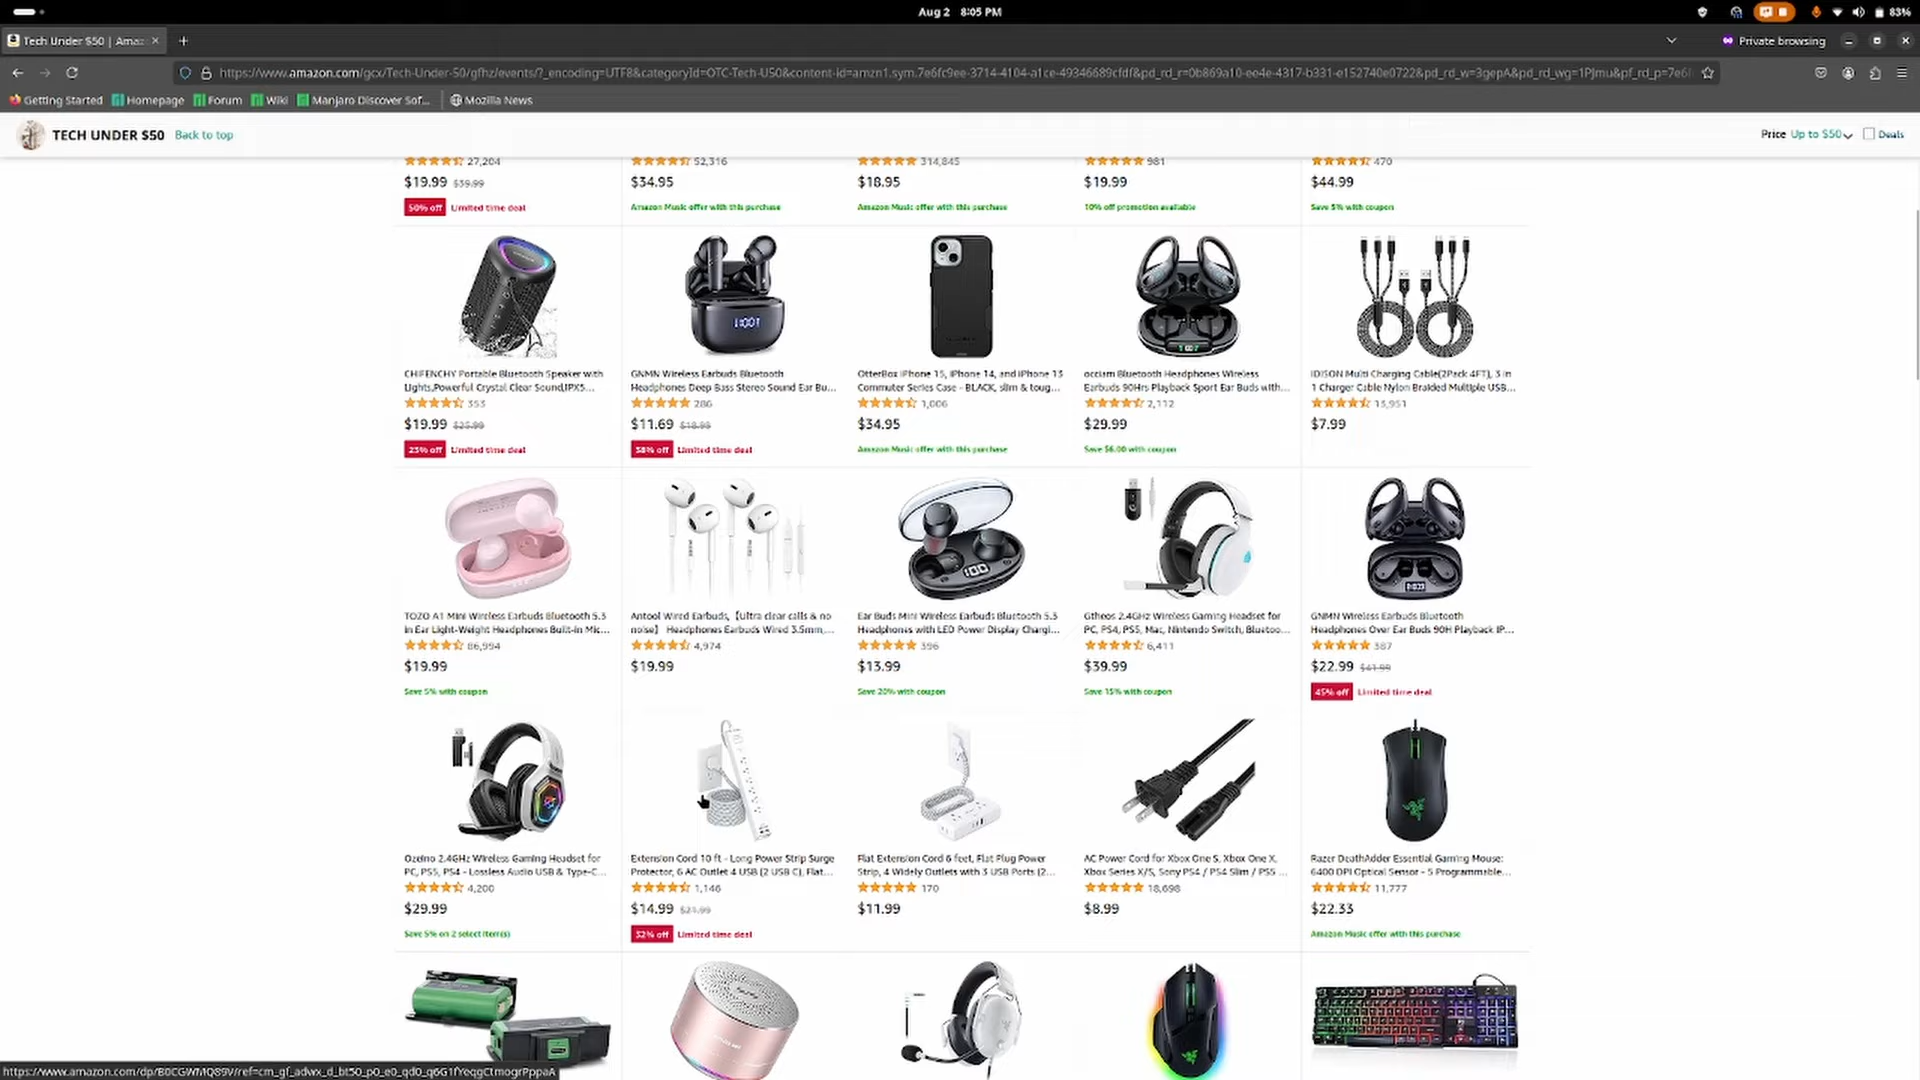 Aug 2 8:05 PM
83%
Tech Under $50 | Amaz
Private browsing
https://www.amazon.com/gcx/Tech-Under-50/gfhz/events/?_encoding=UTF8&categoryId=OTC-Tech-U50&content-id=amzn1.sym.7e6fc9ee-3714-4104-a1ce-49346689cfdf&pd_rd_r=0b869a10-ee4e-4317-b331-e152740e0722&pd_rd_w=3gepA&pd_rd_wg=1PJmu&pf_rd_p=7e6f
Getting Started Homepage Forum Wiki Manjaro Discover Sof... Mozilla News
TECH UNDER $50 Back to top Price Up to $50 Deals
27,204 52,316 314,845 981 470
$19.99 $39.99 $34.95 $18.95 $19.99 $44.99
50% off Limited time deal Amazon Music offer with this purchase Amazon Music offer with this purchase 10% off promotion available Save 5% with coupon
CHIFENCHY Portable Bluetooth Speaker with GNMN Wireless Earbuds Bluetooth OtterBox iPhone 15, iPhone 14, and iPhone 13 occiam Bluetooth Headphones Wireless IDISON Multi Charging Cable(2Pack 4FT), 3 in
Lights,Powerful Crystal Clear Sound,IPX5... Headphones Deep Bass Stereo Sound Ear Bu... Commuter Series Case - BLACK, slim & toug... Earbuds 90Hrs Playback Sport Ear Buds with... 1 Charger Cable Nylon Braided Multiple USB...
353 286 1,006 2,112 13,951
$19.99 $25.99 $11.69 $18.99 $34.95 $29.99 $7.99
23% off Limited time deal 38% off Limited time deal Amazon Music offer with this purchase Save $6.00 with coupon
TOZO A1 Mini Wireless Earbuds Bluetooth 5.3 Antool Wired Earbuds,【Ultra clear calls & no Ear Buds Mini Wireless Earbuds Bluetooth 5.3 Gtheos 2.4GHz Wireless Gaming Headset for GNMN Wireless Earbuds Bluetooth
in Ear Light-Weight Headphones Built-in Mic... noise】 Headphones Earbuds Wired 3.5mm,... Headphones with LED Power Display Chargi... PC, PS4, PS5, Mac, Nintendo Switch, Bluetoo... Headphones Over Ear Buds 90H Playback IP...
86,994 4,974 396 6,411 387
$19.99 $19.99 $13.99 $39.99 $22.99 $41.99
Save 5% with coupon Save 20% with coupon Save 15% with coupon 45% off Limited time deal
Ozeino 2.4GHz Wireless Gaming Headset for Extension Cord 10 ft - Long Power Strip Surge Flat Extension Cord 6 feet, Flat Plug Power AC Power Cord for Xbox One S, Xbox One X, Razer DeathAdder Essential Gaming Mouse:
PC, PS5, PS4 - Lossless Audio USB & Type-C... Protector, 6 AC Outlet 4 USB (2 USB C), Flat... Strip, 4 Widely Outlets with 3 USB Ports (2... Xbox Series X/S, Sony PS4 / PS4 Slim / PS5 ... 6400 DPI Optical Sensor - 5 Programmable...
4,200 1,146 170 18,698 11,777
$29.99 $14.99 $21.99 $11.99 $8.99 $22.33
Save 5% on 2 select item(s) 32% off Limited time deal Amazon Music offer with this purchase
https://www.amazon.com/dp/B0CGWMQ89V/ref=cm_gf_adwx_d_bt50_p0_e0_qd0_q6G1fYeqgCtmogrPppaA